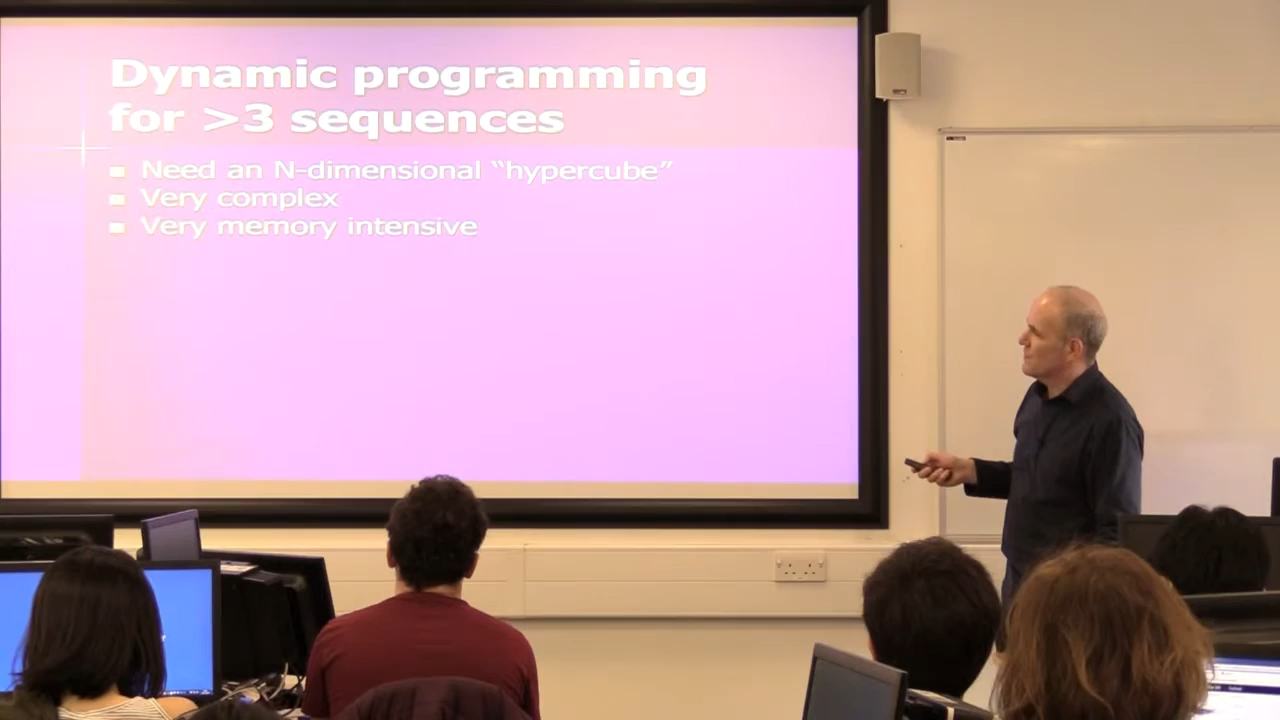 Dynamic programming
for >3 sequences
Need an N-dimensional “hypercube”
Very complex
Very memory intensive